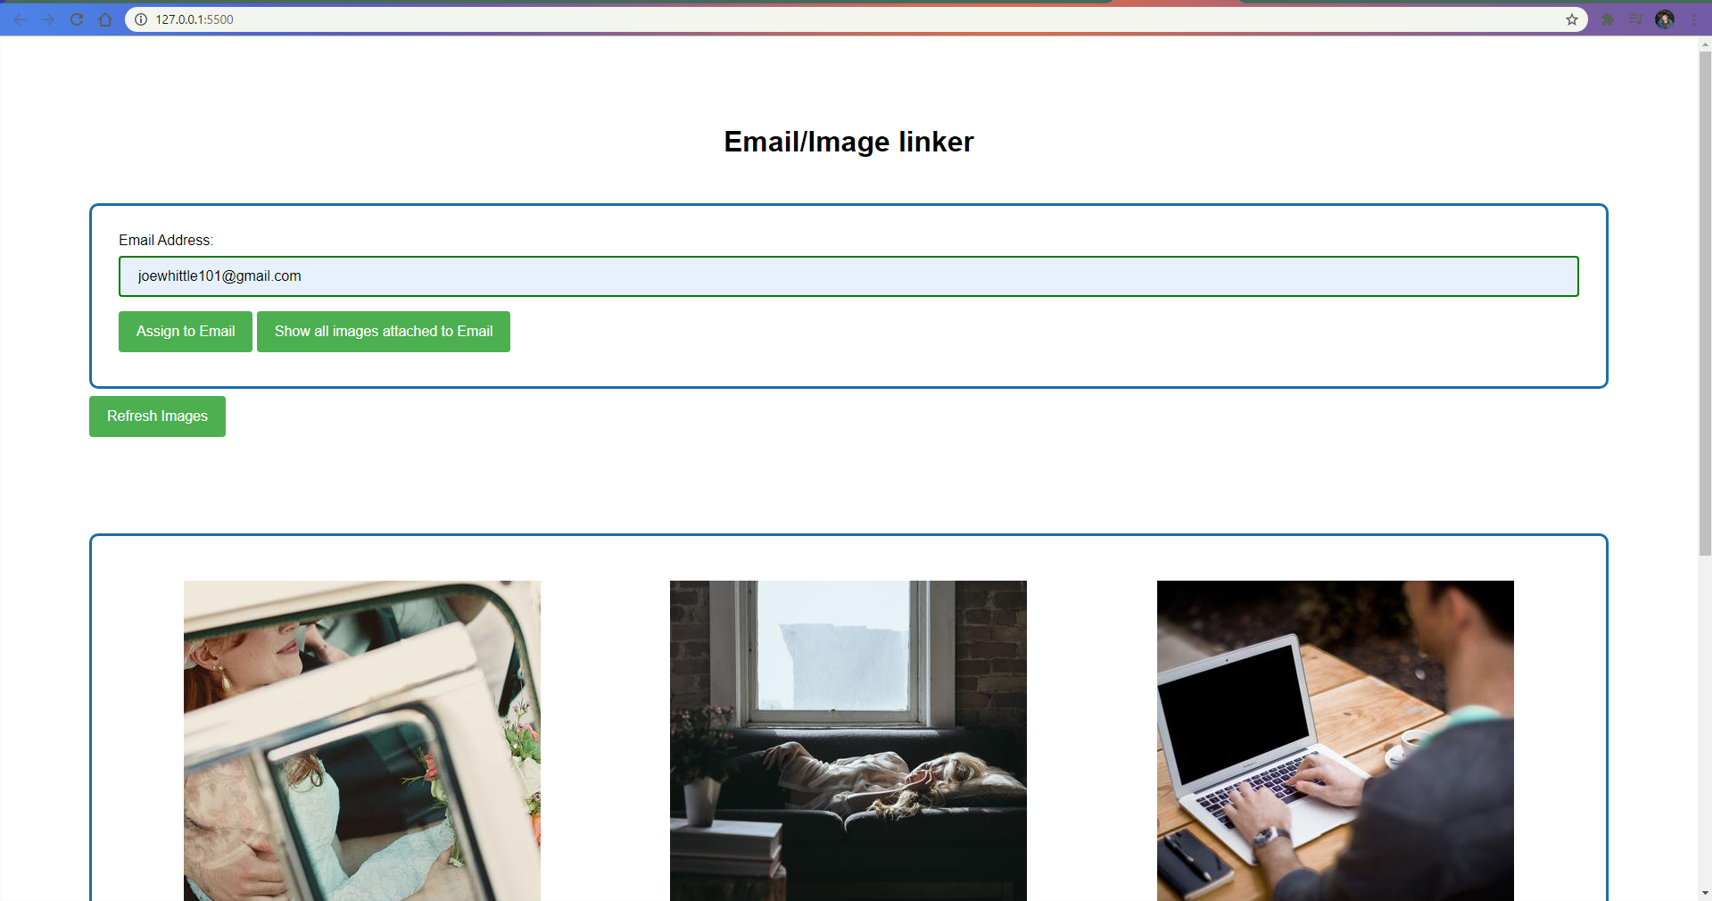 127.0.0.1:5500
Email/Image linker
Email Address:
joewhittle101@gmail.com
Assign to Email Show all images attached to Email
Refresh Images